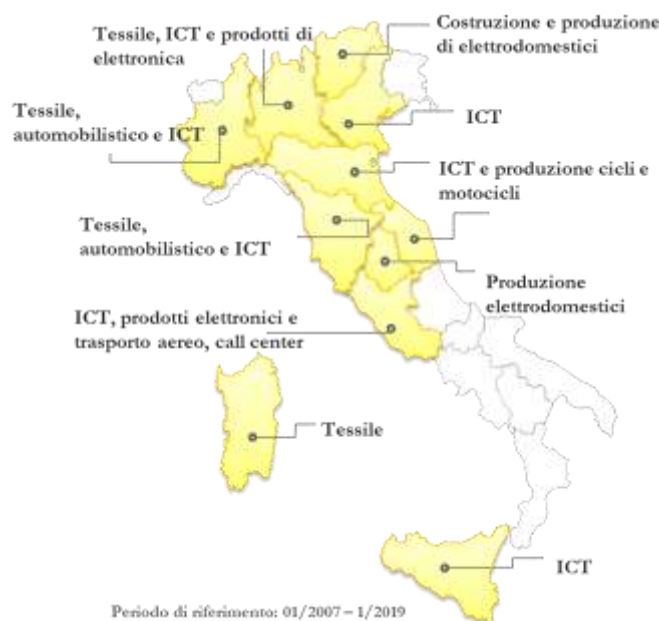 Tessile, ICT e prodotti di
elettronica
Costruzione e produzione
di elettrodomestici
Tessile,
automobilistico e ICT
ICT
ICT e produzione cicli e
motocicli
Tessile,
automobilistico e ICT
Produzione
elettrodomestici
ICT, prodotti elettronici e
trasporto aereo, call center
Tessile
ICT
Periodo di riferimento: 01/2007 – 1/2019